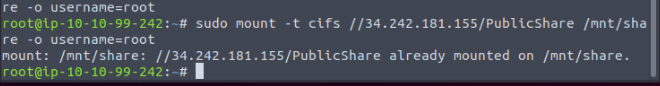 re -o username=root
root@ip-10-10-99-242:~# sudo mount -t cifs //34.242.181.155/PublicShare /mnt/sha
re -o username=root
mount: /mnt/share: //34.242.181.155/PublicShare already mounted on /mnt/share.
root@ip-10-10-99-242:~#